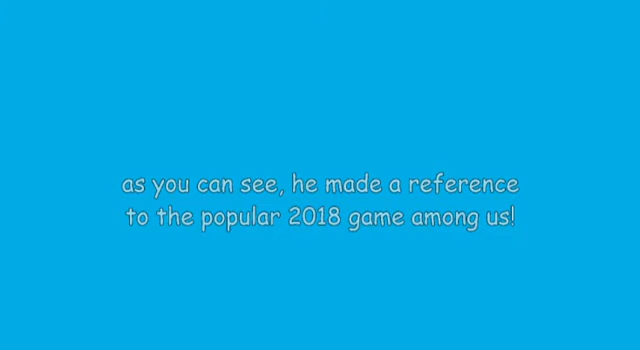 as you can see, he made a reference
to the popular 2018 game among us!